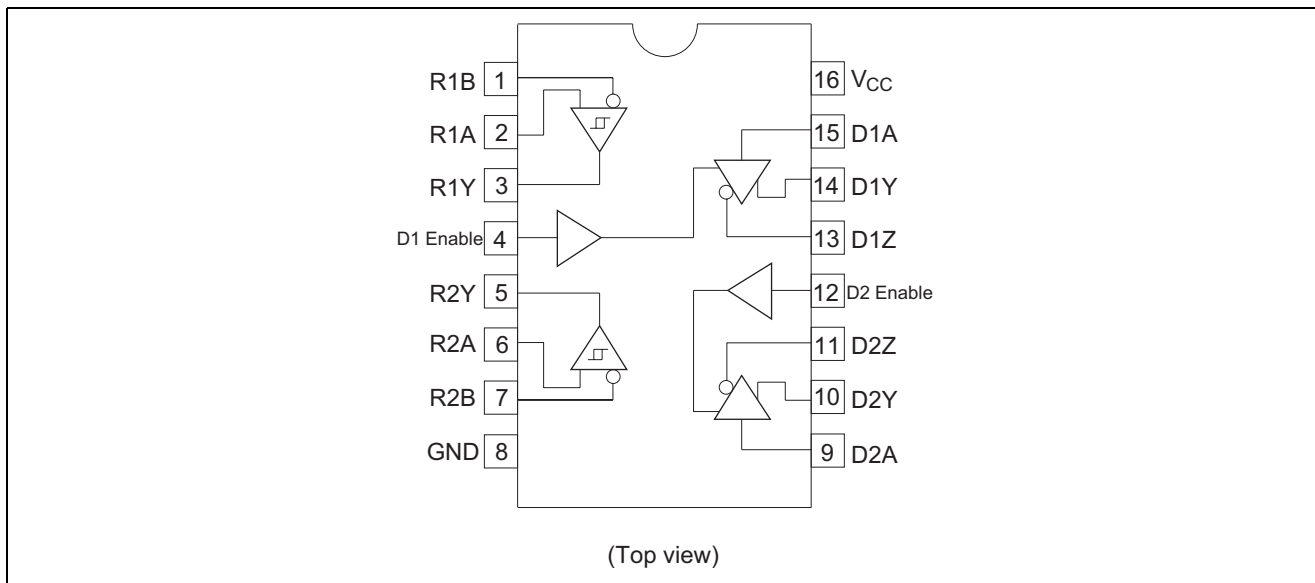 R1B 1
R1A 2
R1Y 3
D1 Enable 4
R2Y 5
R2A 6
R2B 7
GND 8
16 VCC
15 D1A
14 D1Y
13 D1Z
12 D2 Enable
11 D2Z
10 D2Y
9 D2A
(Top view)